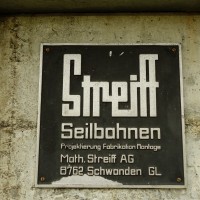 Streiff
Seilbahnen
Projektierung Fabrikation Montage
Math. Streiff AG
8762 Schwanden GL